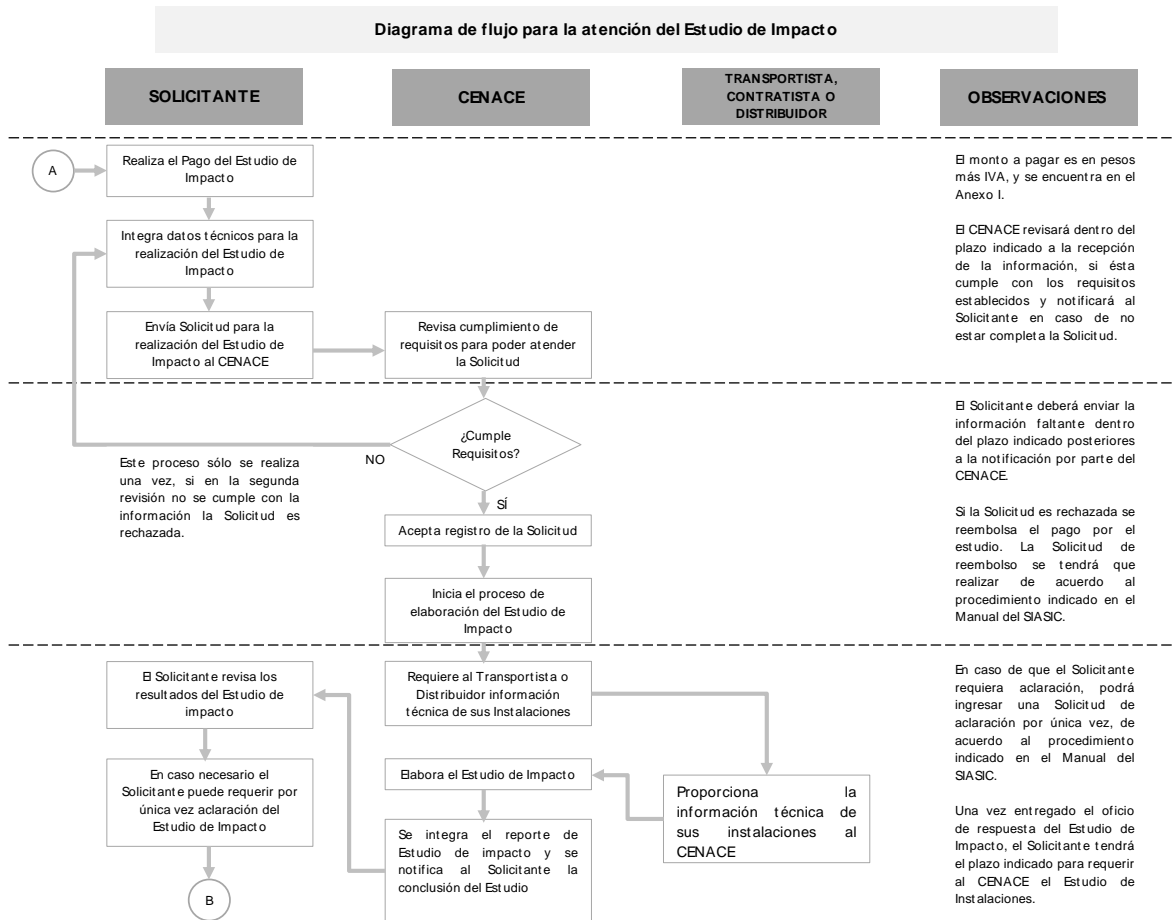 Diagrama de flujo para la atención del Estudio de Impacto
SOLICITANTE
CENACE
TRANSPORTISTA,
CONTRATISTA O
DISTRIBUIDOR
OBSERVACIONES
A
Realiza el Pago del Estudio de
Impacto
El monto a pagar es en pesos
más IVA, y se encuentra en el
Anexo I.
Integra datos técnicos para la
realización del Estudio de
Impacto
El CENACE revisará dentro del
plazo indicado a la recepción
de la información, si ésta
cumple con los requisitos
establecidos y notificará al
Solicitante en caso de no
estar completa la Solicitud.
Envía Solicitud para la
realización del Estudio de
Impacto al CENACE
Revisa cumplimiento de
requisitos para poder atender
la Solicitud
¿Cumple
Requisitos?
NO
SÍ
Este proceso sólo se realiza
una vez, si en la segunda
revisión no se cumple con la
información la Solicitud es
rechazada.
El Solicitante deberá enviar la
información faltante dentro
del plazo indicado posteriores
a la notificación por parte del
CENACE.
Acepta registro de la Solicitud
Inicia el proceso de
elaboración del Estudio de
Impacto
Si la Solicitud es rechazada se
reembolsa el pago por el
estudio. La Solicitud de
reembolso se tendrá que
realizar de acuerdo al
procedimiento indicado en el
Manual del SIASIC.
El Solicitante revisa los
resultados del Estudio de
impacto
Requiere al Transportista o
Distribuidor información
técnica de sus Instalaciones
En caso de que el Solicitante
requiera aclaración, podrá
ingresar una Solicitud de
aclaración por única vez, de
acuerdo al procedimiento
indicado en el Manual del
SIASIC.
En caso necesario el
Solicitante puede requerir por
única vez aclaración del
Estudio de Impacto
Elabora el Estudio de Impacto
Proporciona la
información técnica de
sus instalaciones al
CENACE
Se integra el reporte de
Estudio de impacto y se
notifica al Solicitante la
conclusión del Estudio
Una vez entregado el oficio
de respuesta del Estudio de
Impacto, el Solicitante tendrá
el plazo indicado para requerir
al CENACE el Estudio de
Instalaciones.
B